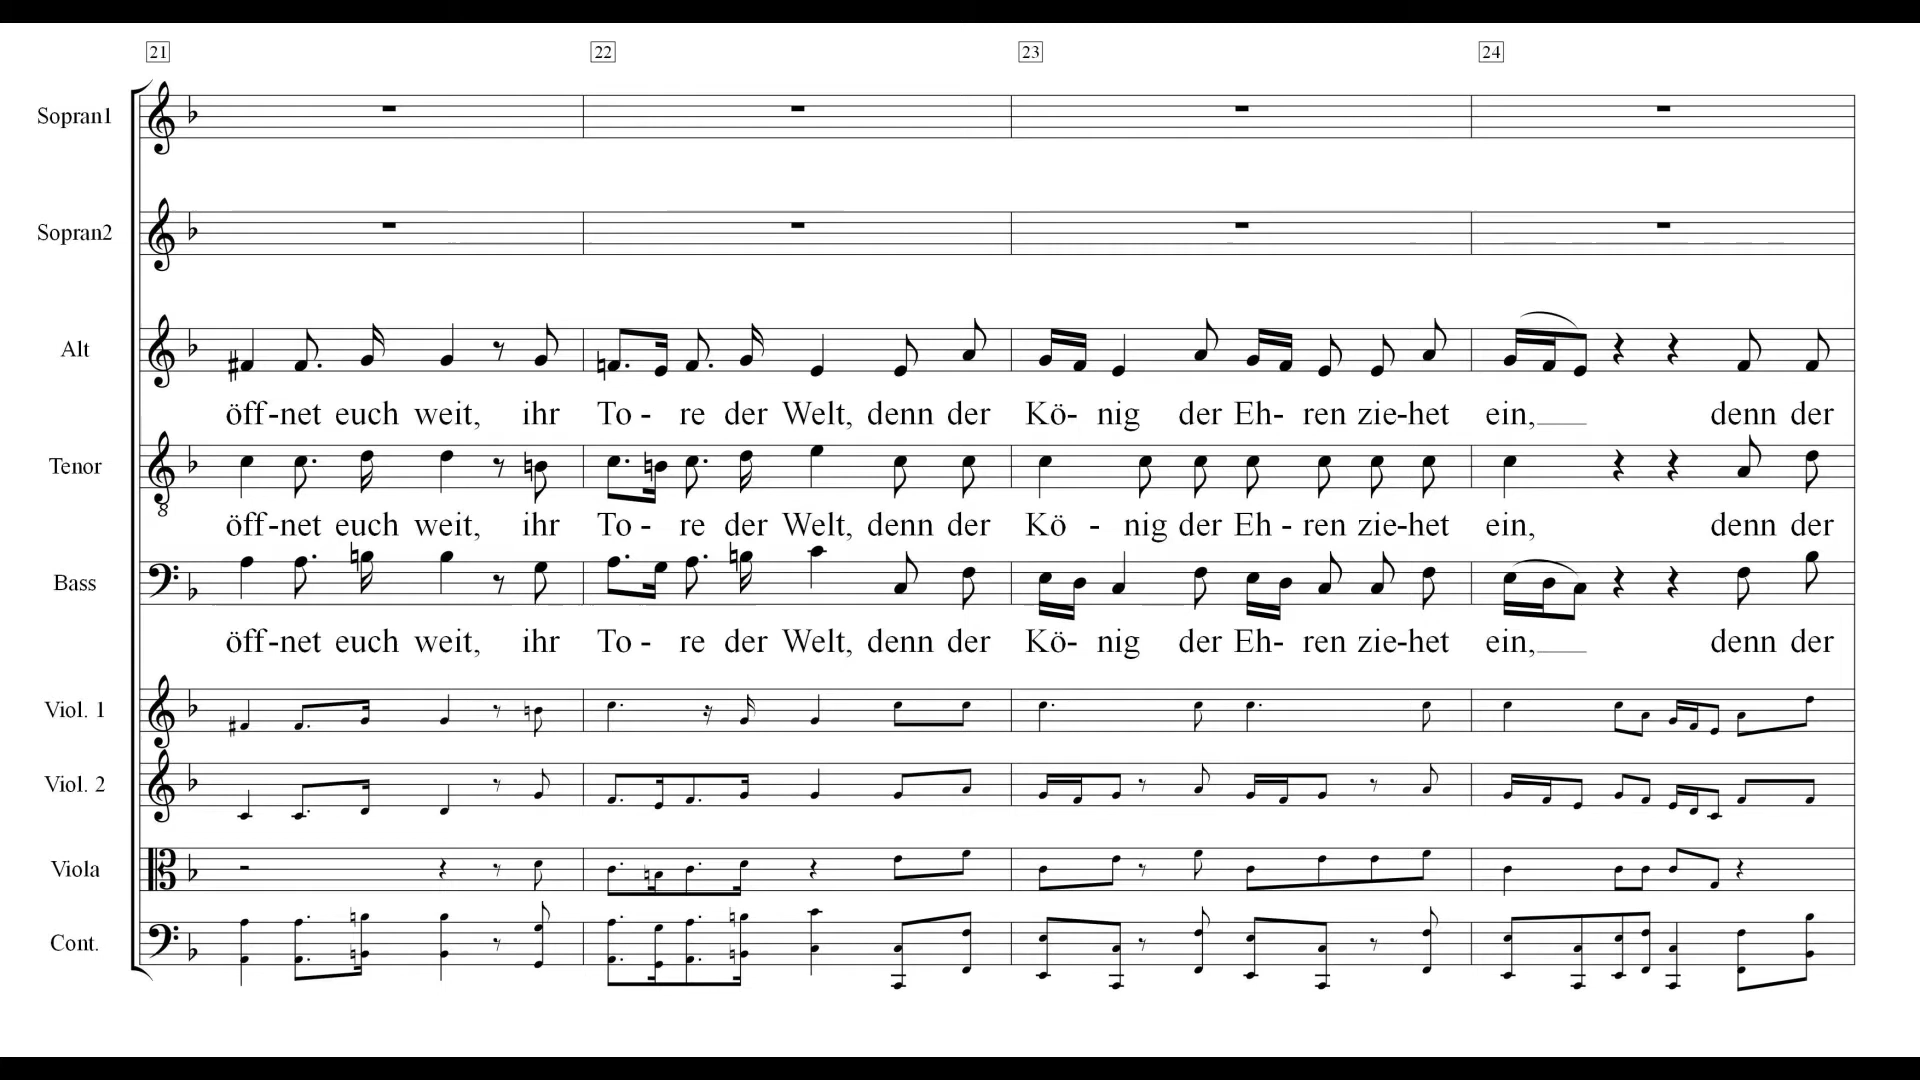 21 22 23 24
Sopran1
Sopran2
Alt
öff-net euch weit, ihr To - re der Welt, denn der Kö- nig der Eh- ren zie-het ein, denn der
Tenor
8
öff-net euch weit, ihr To - re der Welt, denn der Kö - nig der Eh - ren zie-het ein, denn der
Bass
öff-net euch weit, ihr To - re der Welt, denn der Kö- nig der Eh- ren zie-het ein, denn der
Viol. 1
Viol. 2
Viola
Cont.